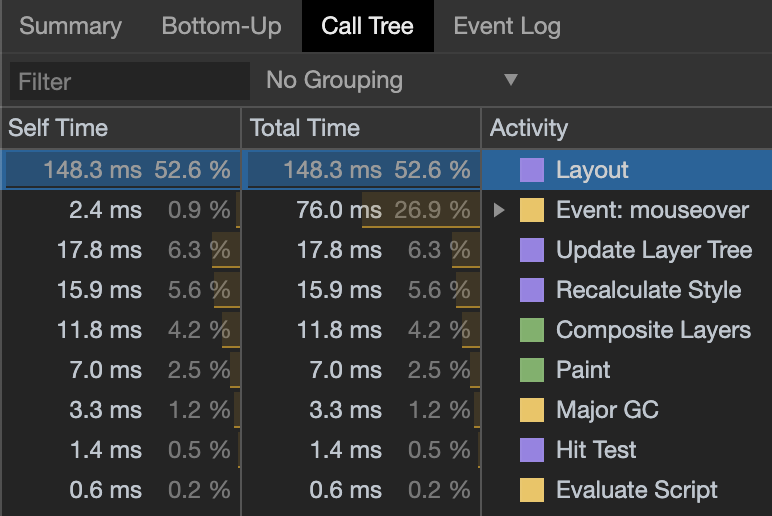 Summary Bottom-Up Call Tree Event Log
Filter No Grouping ▼
Self Time Total Time Activity
148.3 ms 52.6 % 148.3 ms 52.6 % Layout
2.4 ms 0.9 % 76.0 ms 26.9 % Event: mouseover
17.8 ms 6.3 % 17.8 ms 6.3 % Update Layer Tree
15.9 ms 5.6 % 15.9 ms 5.6 % Recalculate Style
11.8 ms 4.2 % 11.8 ms 4.2 % Composite Layers
7.0 ms 2.5 % 7.0 ms 2.5 % Paint
3.3 ms 1.2 % 3.3 ms 1.2 % Major GC
1.4 ms 0.5 % 1.4 ms 0.5 % Hit Test
0.6 ms 0.2 % 0.6 ms 0.2 % Evaluate Script